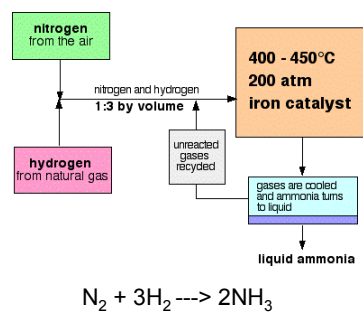 nitrogen
from the air
nitrogen and hydrogen
1:3 by volume
400 - 450°C
200 atm
iron catalyst
hydrogen
from natural gas
unreacted
gases
recycled
gases are cooled
and ammonia turns
to liquid
liquid ammonia
N₂ + 3H₂ ---> 2NH₃